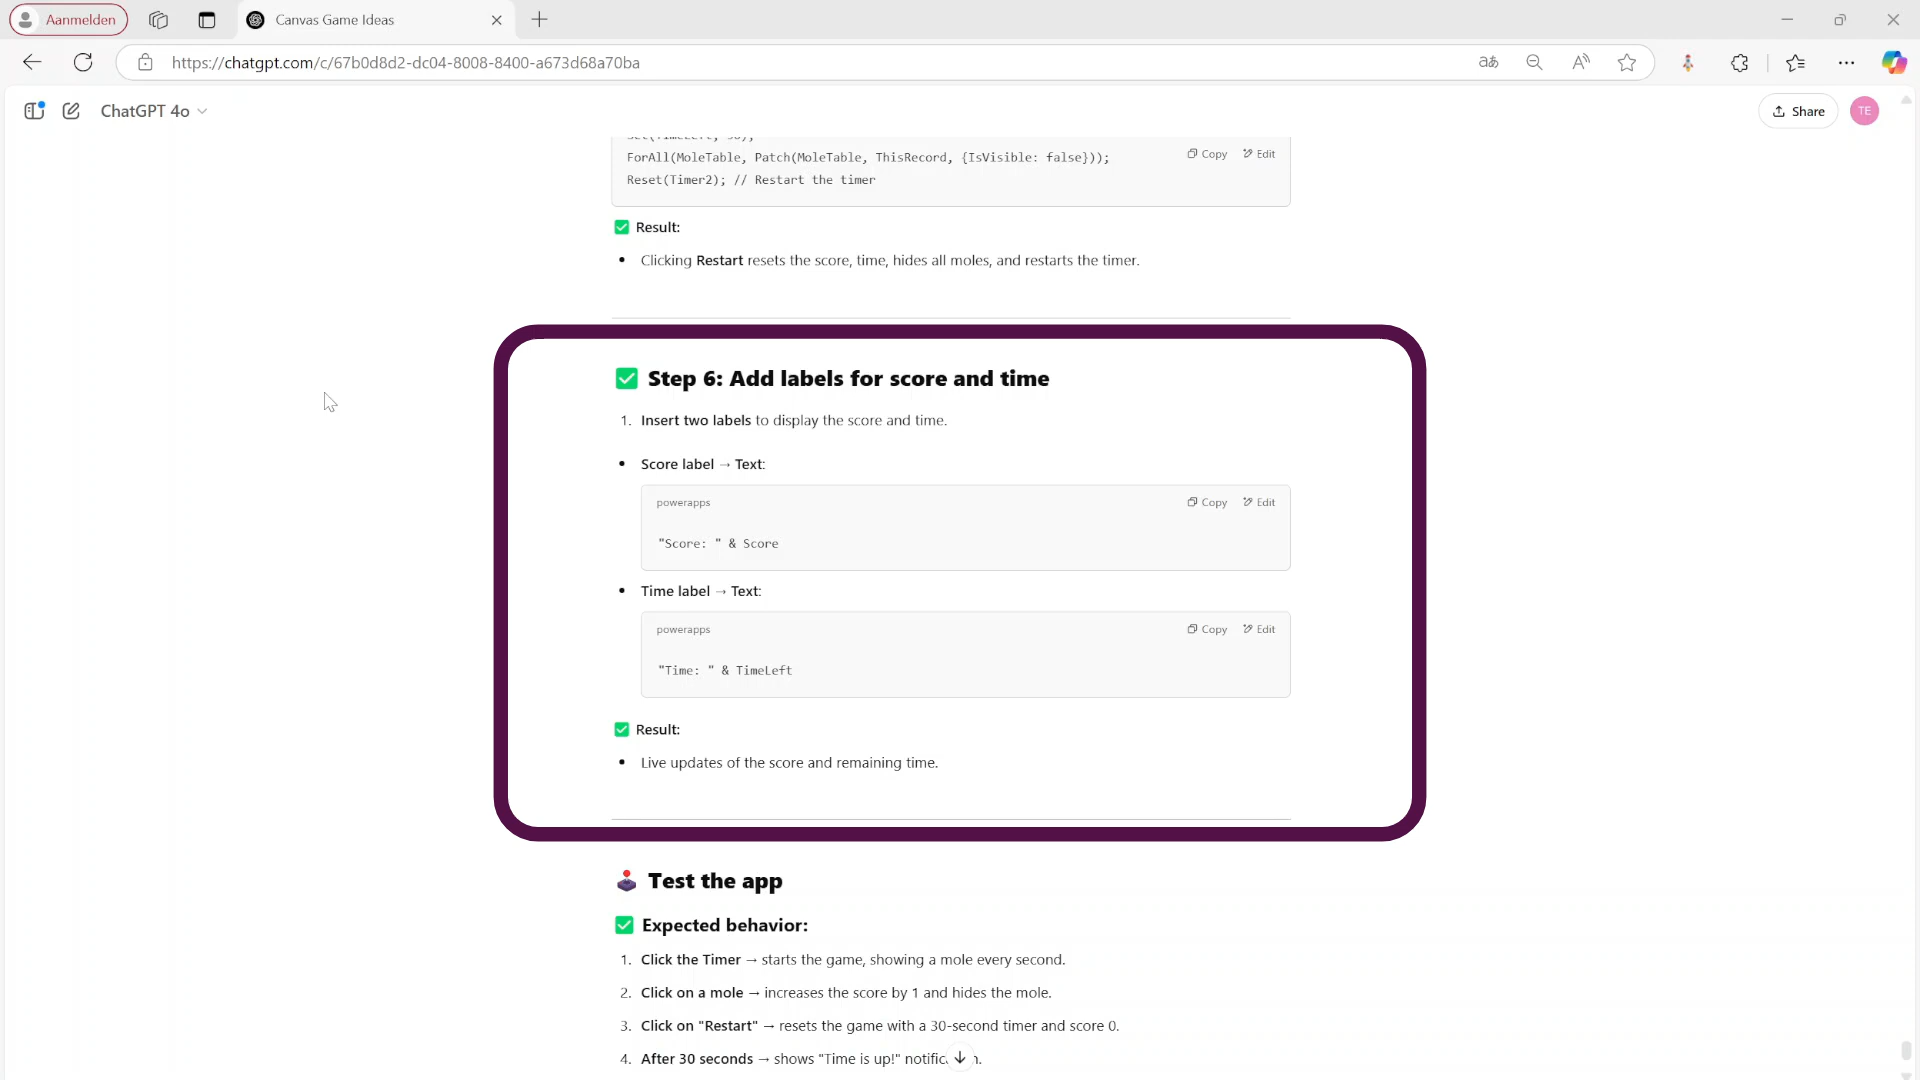 Aanmelden
Canvas Game Ideas
https://chatgpt.com/c/67b0d8d2-dc04-8008-8400-a673d68a70ba
ChatGPT 4o
Share
TE
ForAll(MoleTable, Patch(MoleTable, ThisRecord, {IsVisible: false}));
Copy
Edit
Reset(Timer2); // Restart the timer
Result:
• Clicking Restart resets the score, time, hides all moles, and restarts the timer.
Step 6: Add labels for score and time
1. Insert two labels to display the score and time.
• Score label → Text:
powerapps
Copy
Edit
"Score: " & Score
• Time label → Text:
powerapps
Copy
Edit
"Time: " & TimeLeft
Result:
• Live updates of the score and remaining time.
Test the app
Expected behavior:
1. Click the Timer → starts the game, showing a mole every second.
2. Click on a mole → increases the score by 1 and hides the mole.
3. Click on "Restart" → resets the game with a 30-second timer and score 0.
4. After 30 seconds → shows "Time is up!"